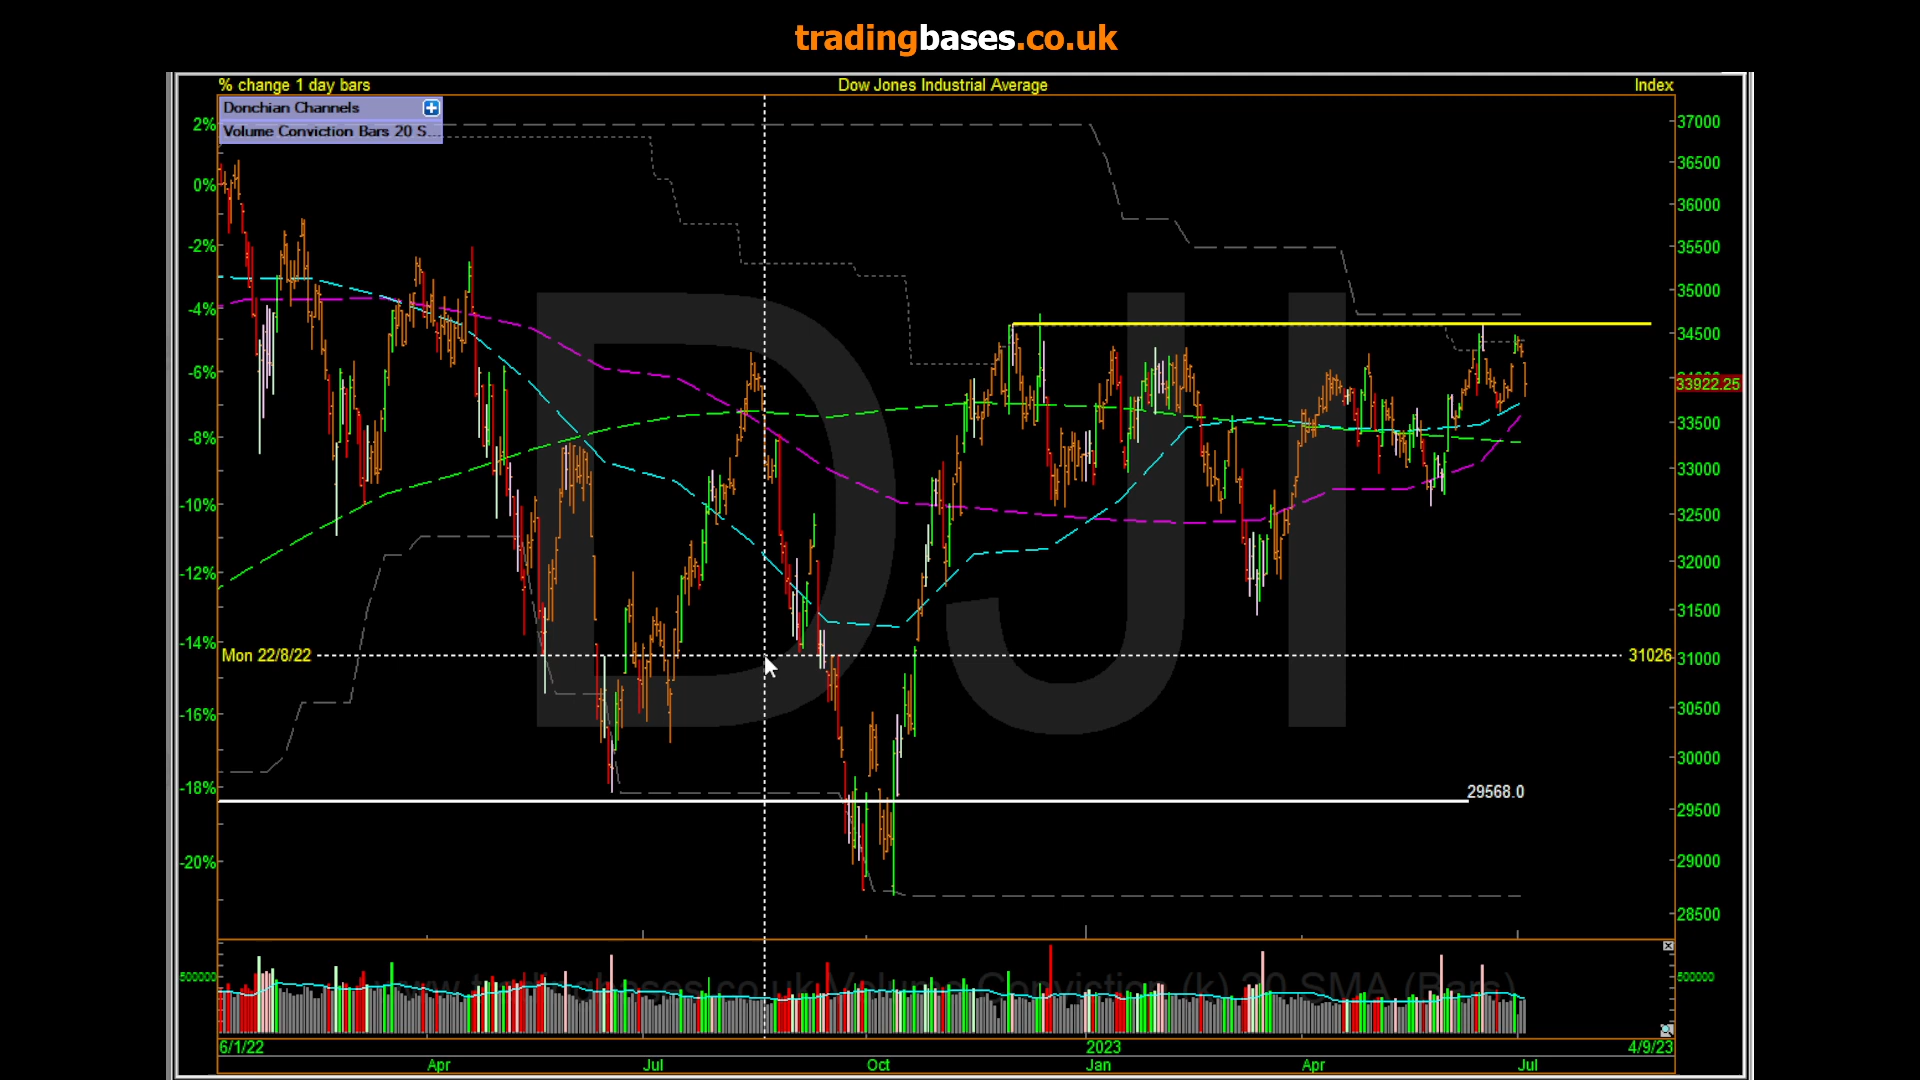 tradingbases.co.uk
% change 1 day bars
Dow Jones Industrial Average
Index
Donchian Channels
Volume Conviction Bars 20 S...
2%
0%
-2%
-4%
-6%
-8%
-10%
-12%
-14%
-16%
-18%
-20%
37000
36500
36000
35500
35000
34500
33922.25
33500
33000
32500
32000
31500
31000
30500
30000
29500
29000
28500
DJI
Mon 22/8/22
31026
29568.0
500000
500000
6/1/22
2023
4/9/23
Apr
Jul
Oct
Jan
Apr
Jul